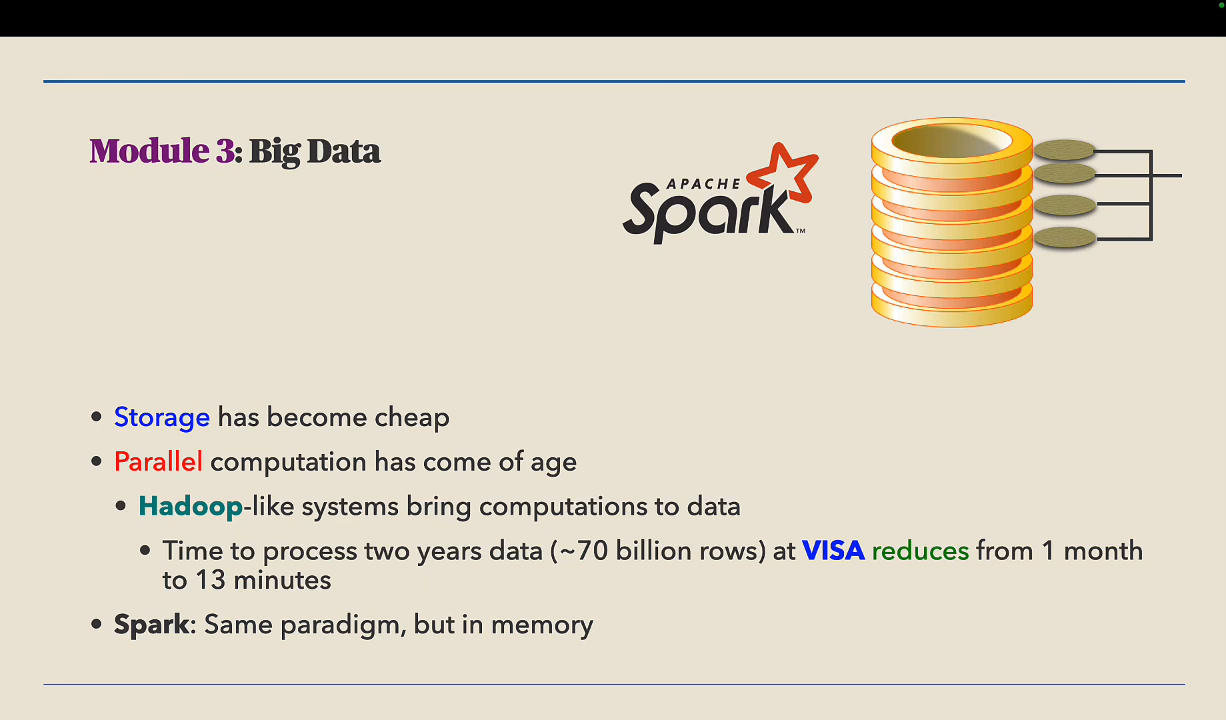 Module 3: Big Data
APACHE
Spark™
• Storage has become cheap
• Parallel computation has come of age
• Hadoop-like systems bring computations to data
• Time to process two years data (~70 billion rows) at VISA reduces from 1 month
to 13 minutes
• Spark: Same paradigm, but in memory